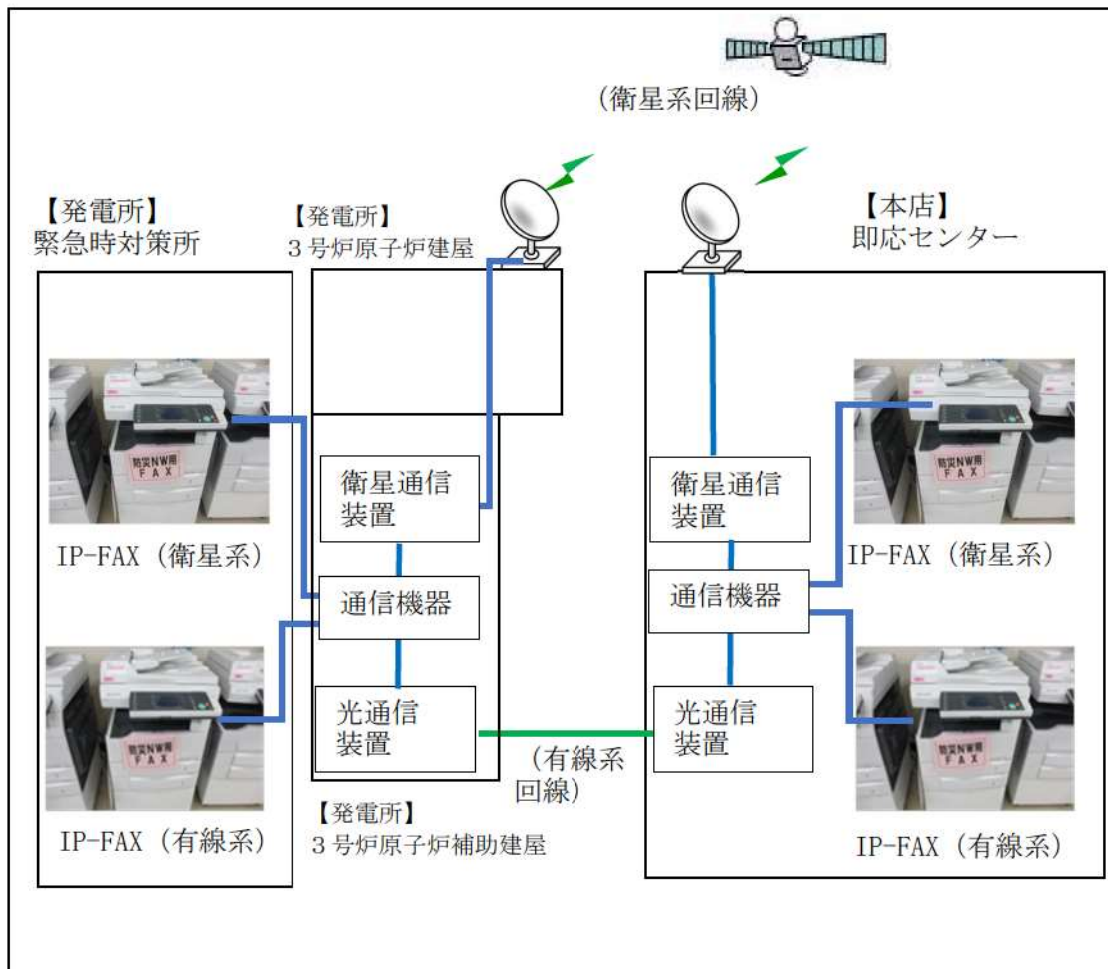 (衛星系回線)
【発電所】
緊急時対策所
【発電所】
3号炉原子炉建屋
【本店】
即応センター
防災NW用
FAX
IP-FAX(衛星系)
衛星通信
装置
通信機器
光通信
装置
衛星通信
装置
通信機器
光通信
装置
防災NW用
FAX
IP-FAX(衛星系)
防災NW用
FAX
IP-FAX(有線系)
(有線系
回線)
【発電所】
3号炉原子炉補助建屋
防災NW用
FAX
IP-FAX(有線系)